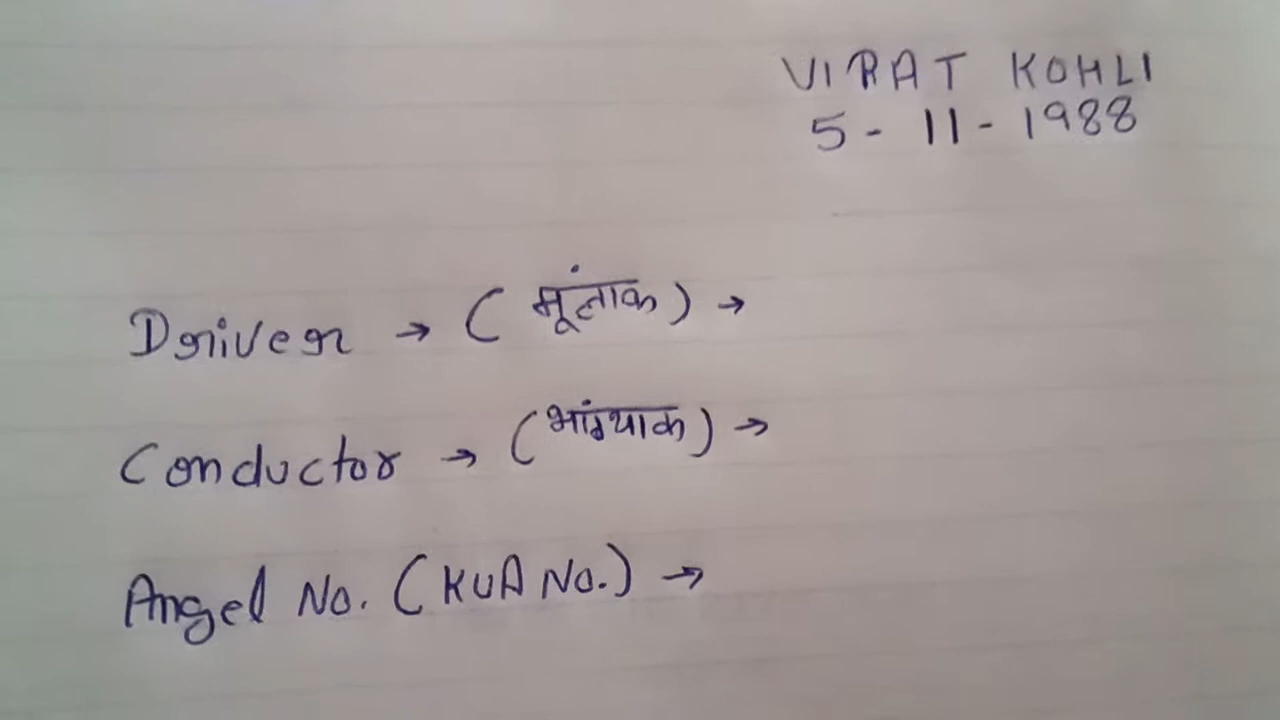 VIRAT KOHLI
5 - 11 - 1988
Driver → (मूंलाक) →
Conductor → (भांग्याक) →
Angel No. (KUA No.) →